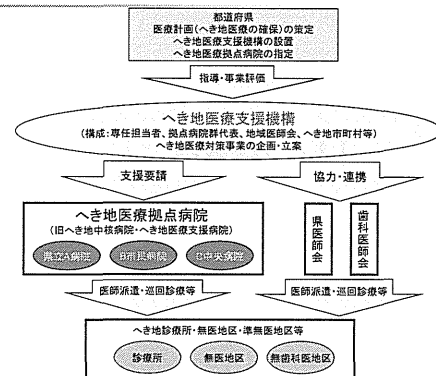 都道府県
医療計画(へき地医療の確保)の策定
へき地医療支援機構の設置
へき地医療拠点病院の指定
指導・事業評価
へき地医療支援機構
(構成:専任担当者、拠点病院群代表、地域医師会、へき地市町村等)
へき地医療対策事業の企画・立案
支援要請
協力・連携
へき地医療拠点病院
(旧へき地中核病院・へき地医療支援病院)
県立A病院
B市民病院
C中央病院
県医師会
歯科医師会
医師派遣・巡回診療等
医師派遣・巡回診療等
へき地診療所・無医地区・準無医地区等
診療所
無医地区
無歯科医地区